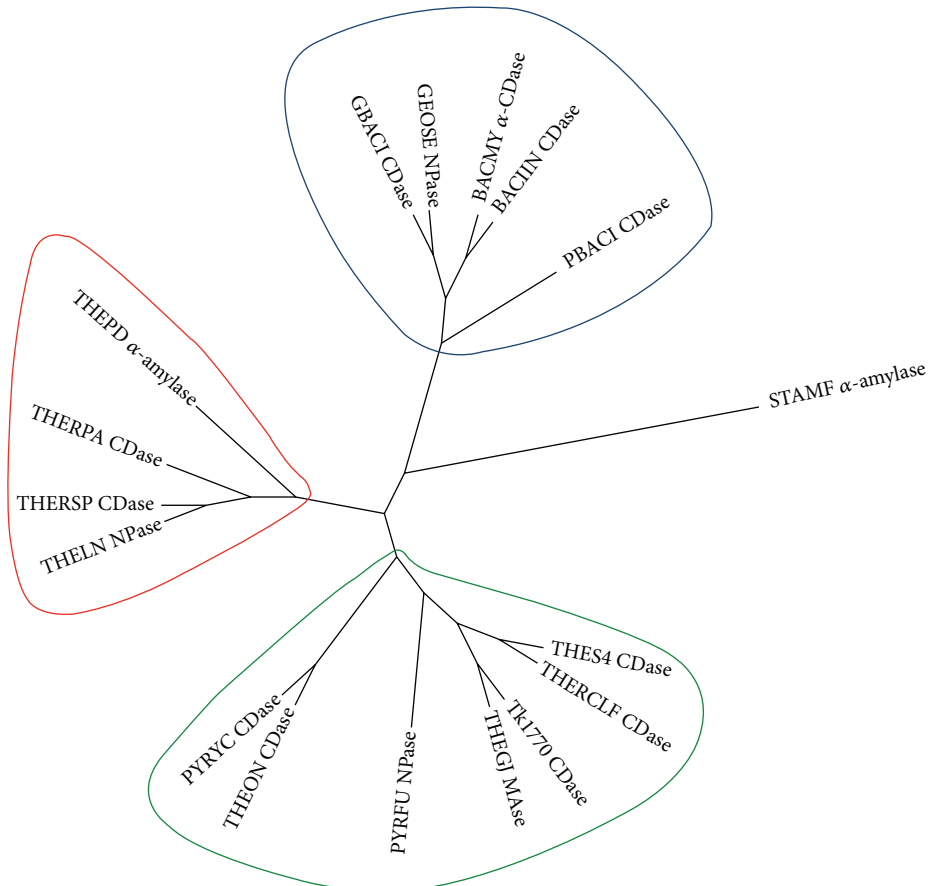 GBACI CDase
GEOSE NPase
BACMY α-CDase
BACIIN CDase
PBACI CDase
STAMF α-amylase
THEPD α-amylase
THERPA CDase
THERSP CDase
THELN NPase
PYRYC CDase
THEON CDase
PYRFU NPase
THEGJ MAse
Tk1770 CDase
THERCLF CDase
THES4 CDase